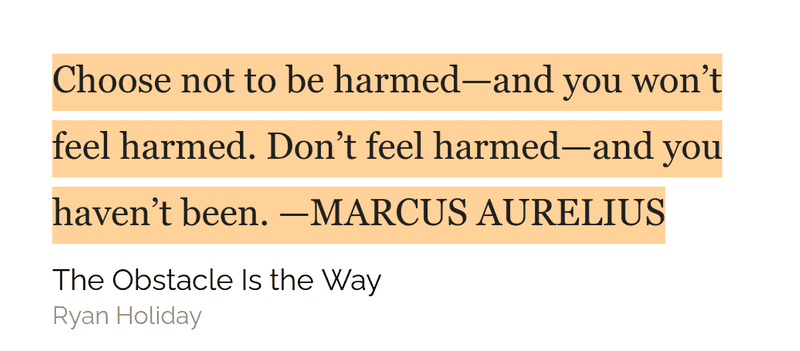 Choose not to be harmed—and you won’t
feel harmed. Don’t feel harmed—and you
haven’t been. —MARCUS AURELIUS
The Obstacle Is the Way
Ryan Holiday